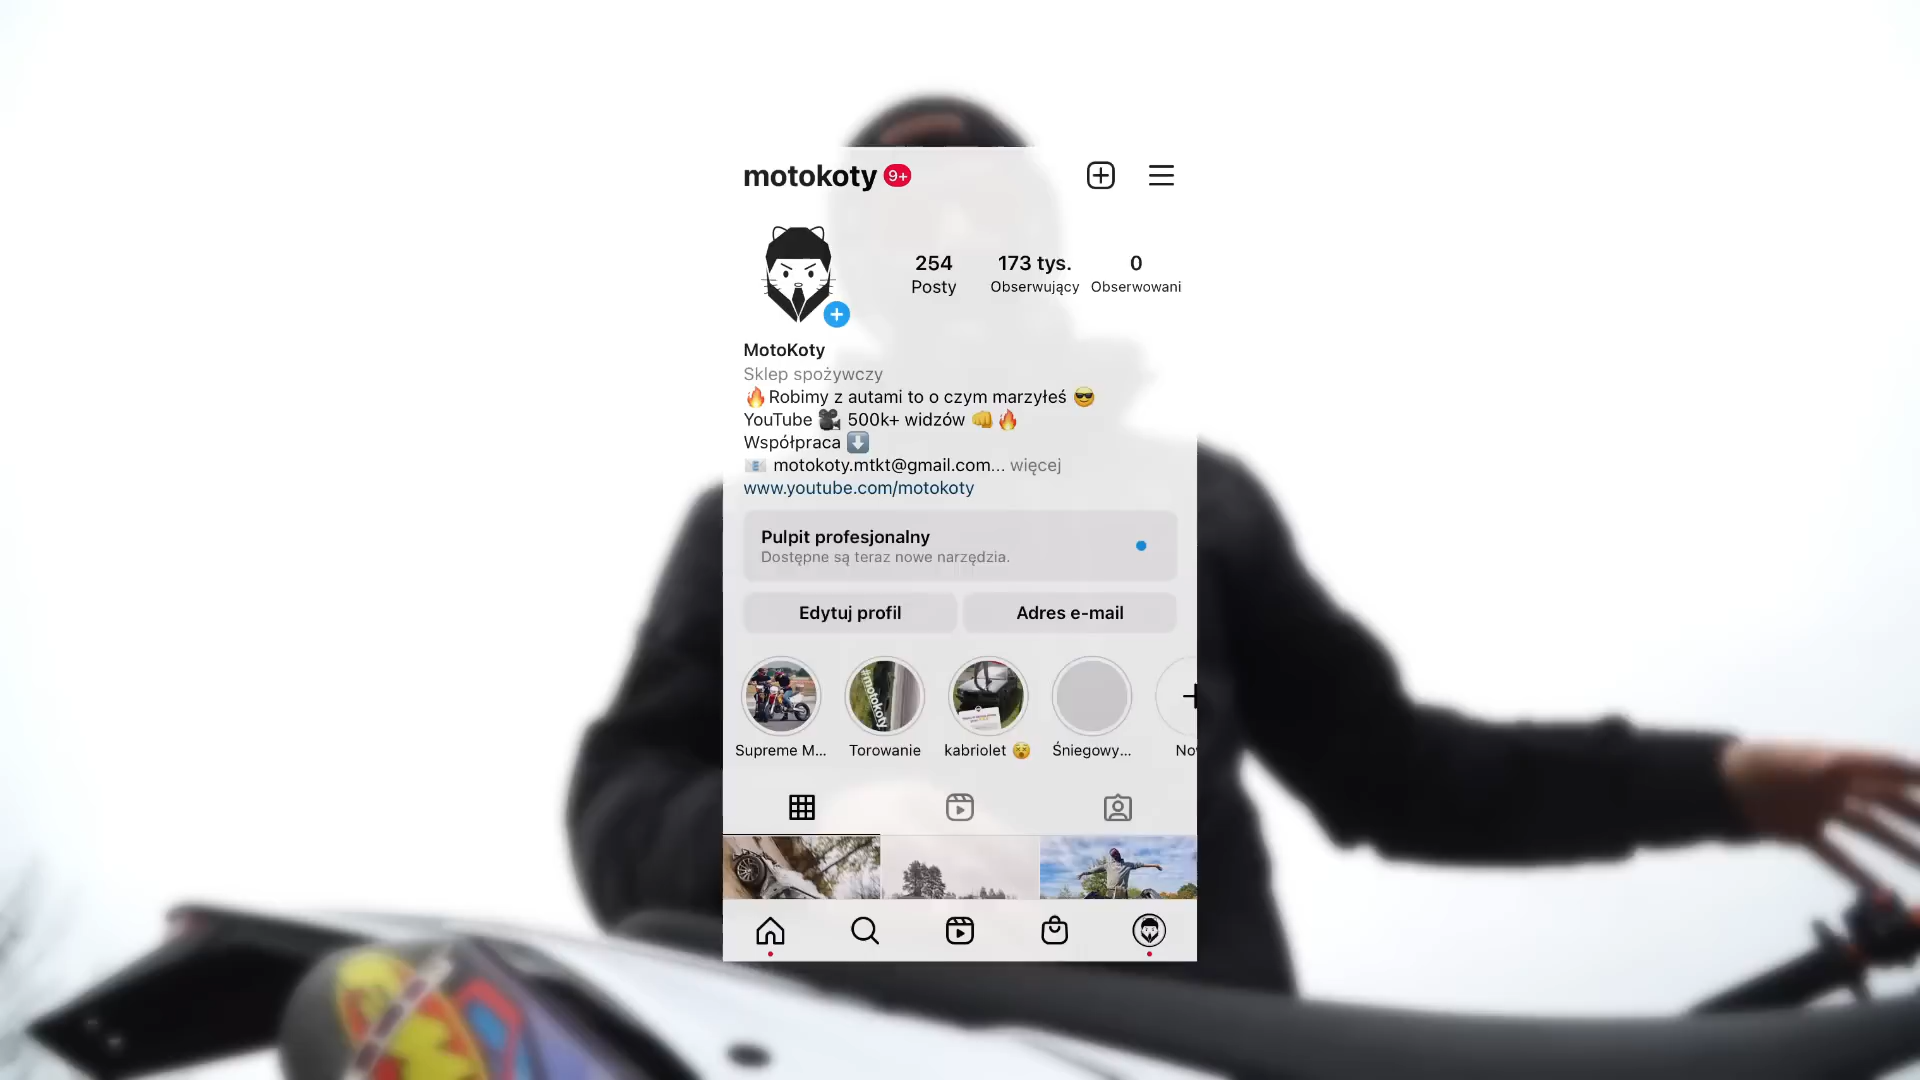 motokoty 9+
254 173 tys. 0
Posty Obserwujący Obserwowani
MotoKoty
Sklep spożywczy
🔥Robimy z autami to o czym marzyłeś 😎
YouTube 🎥 500k+ widzów 👊🔥
Współpraca ⬇️
📧 motokoty.mtkt@gmail.com... więcej
www.youtube.com/motokoty
Pulpit profesjonalny
Dostępne są teraz nowe narzędzia.
Edytuj profil Adres e-mail
#motokoty
Supreme M... Torowanie kabriolet 😵 Śniegowy...